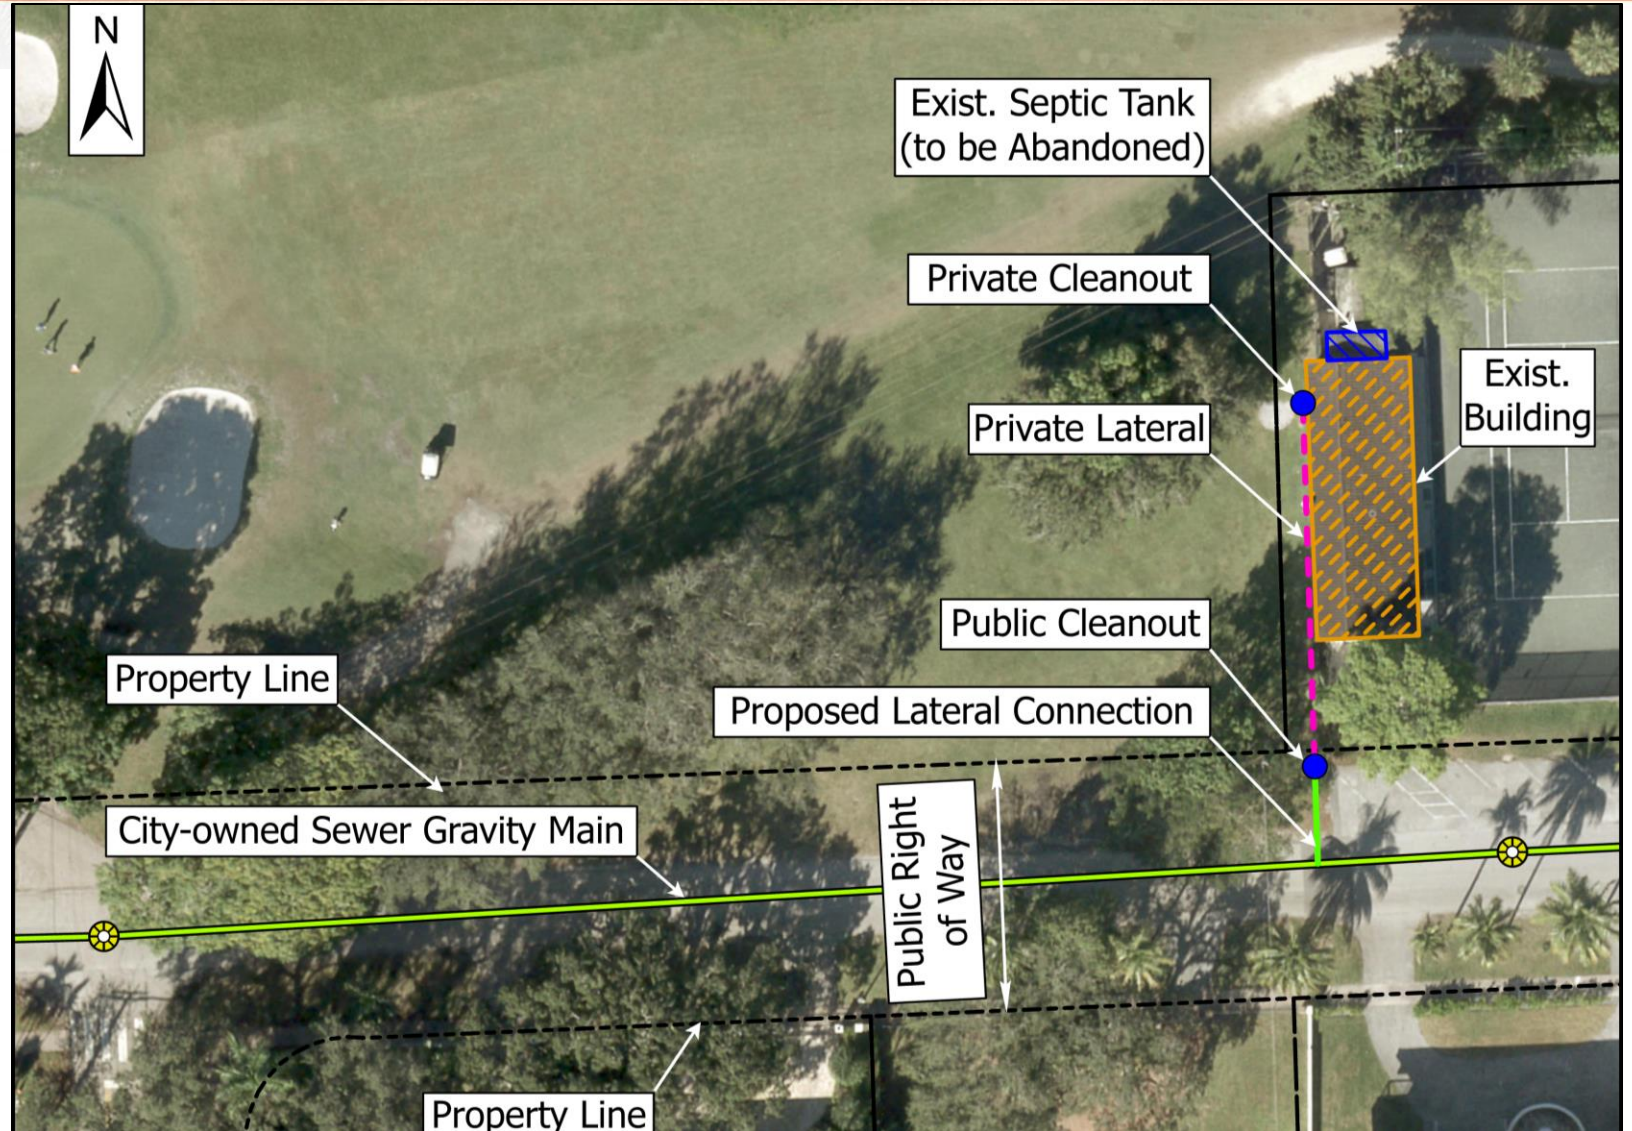 N
Exist. Septic Tank
(to be Abandoned)
Private Cleanout
Exist.
Building
Private Lateral
Public Cleanout
Property Line
Proposed Lateral Connection
City-owned Sewer Gravity Main
Public Right
of Way
Property Line